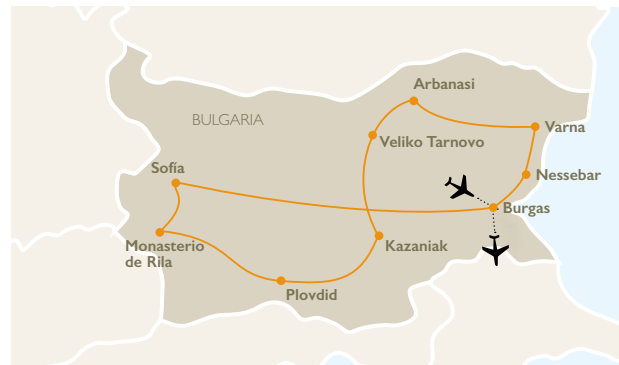 Arbanasi
BULGARIA
Varna
Veliko Tarnovo
Sofía
Nessebar
Burgas
Monasterio
de Rila
Kazaniak
Plovdid